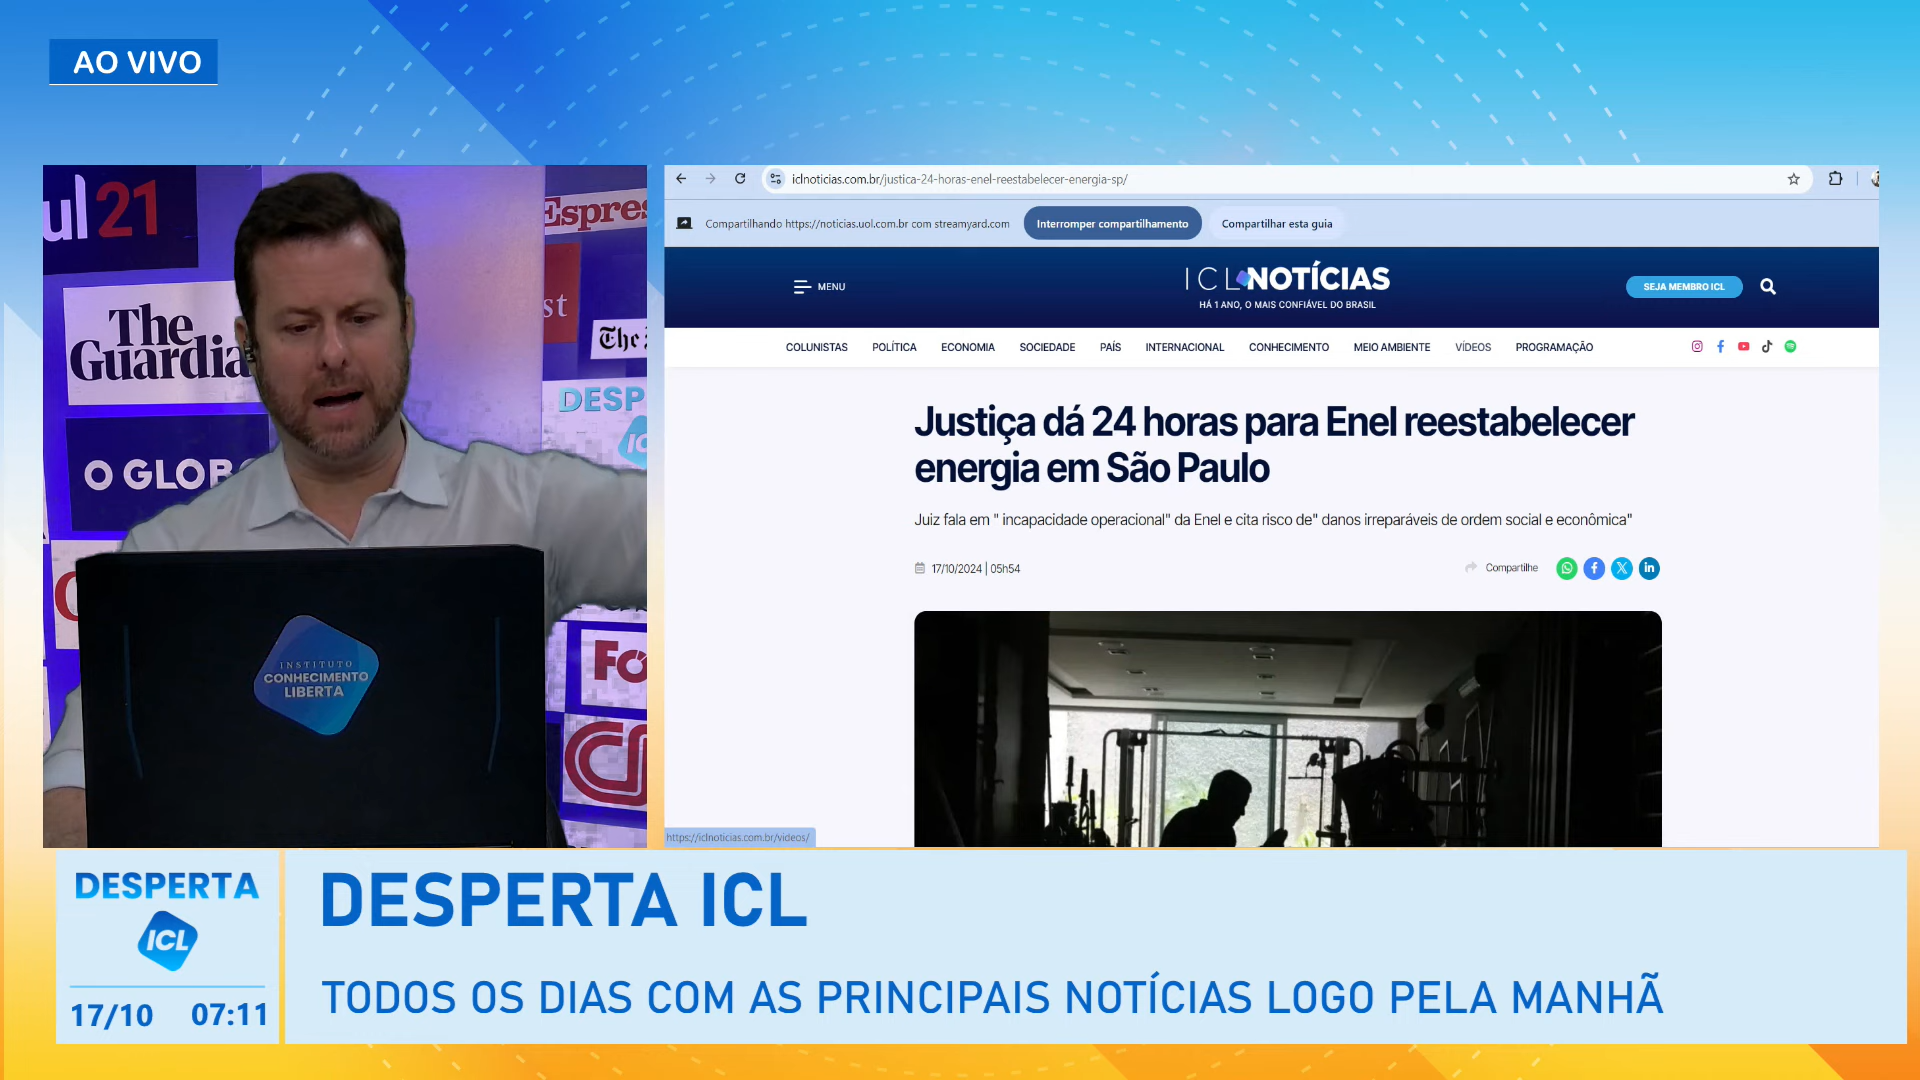 AO VIVO
ul 21
Espres
The
Guardia
st
The
DESP
O GLOB
INSTITUTO
CONHECIMENTO
LIBERTA
iclnoticias.com.br/justica-24-horas-enel-reestabelecer-energia-sp/
Compartilhando https://noticias.uol.com.br com streamyard.com
Interromper compartilhamento
Compartilhar esta guia
MENU
ICL NOTÍCIAS
HÁ 1 ANO, O MAIS CONFIÁVEL DO BRASIL
SEJA MEMBRO ICL
COLUNISTAS POLÍTICA ECONOMIA SOCIEDADE PAÍS INTERNACIONAL CONHECIMENTO MEIO AMBIENTE VÍDEOS PROGRAMAÇÃO
Justiça dá 24 horas para Enel reestabelecer
energia em São Paulo
Juiz fala em " incapacidade operacional" da Enel e cita risco de" danos irreparáveis de ordem social e econômica"
17/10/2024 | 05h54
Compartilhe
https://iclnoticias.com.br/videos/
DESPERTA
ICL
17/10 07:11
DESPERTA ICL
TODOS OS DIAS COM AS PRINCIPAIS NOTÍCIAS LOGO PELA MANHÃ